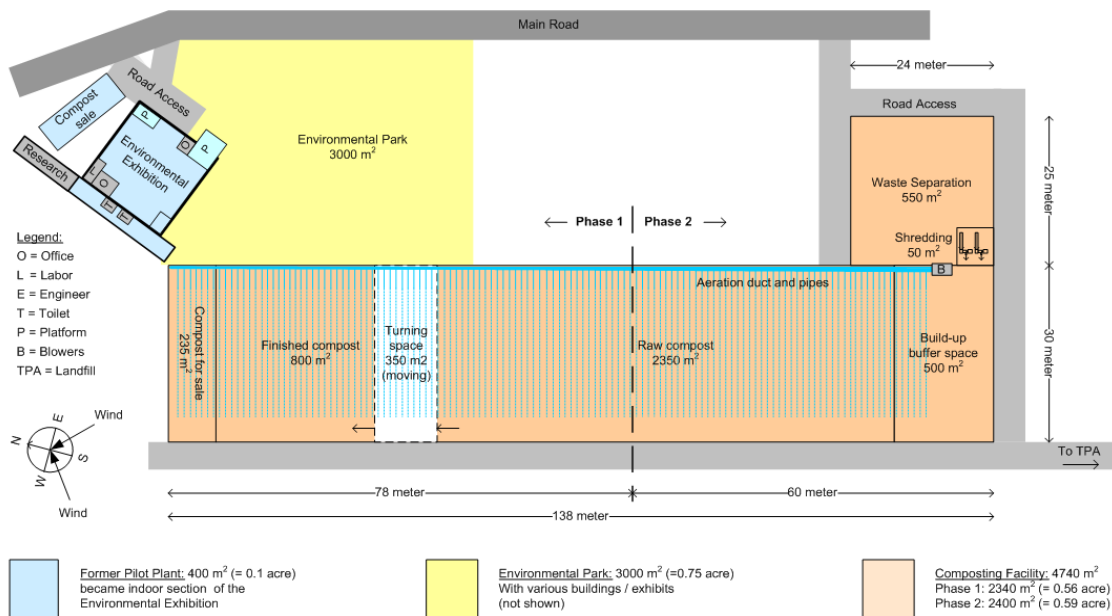 Main Road
24 meter
Road Access
Road Access
Compost
sale
P
O
P
Environmental
Exhibition
Research
L
O
T
T
Environmental Park
3000 m²
Waste Separation
550 m²
25 meter
Shredding
50 m²
Phase 1
Phase 2
Legend:
O = Office
L = Labor
E = Engineer
T = Toilet
P = Platform
B = Blowers
TPA = Landfill
B
Aeration duct and pipes
Compost for sale
235 m²
Finished compost
800 m²
Turning
space
350 m2
(moving)
Raw compost
2350 m²
Build-up
buffer space
500 m²
30 meter
N
E
S
W
Wind
Wind
To TPA
78 meter
60 meter
138 meter
Former Pilot Plant: 400 m² (= 0.1 acre)
became indoor section of the
Environmental Exhibition
Environmental Park: 3000 m² (=0.75 acre)
With various buildings / exhibits
(not shown)
Composting Facility: 4740 m²
Phase 1: 2340 m² (= 0.56 acre)
Phase 2: 2400 m² (= 0.59 acre)